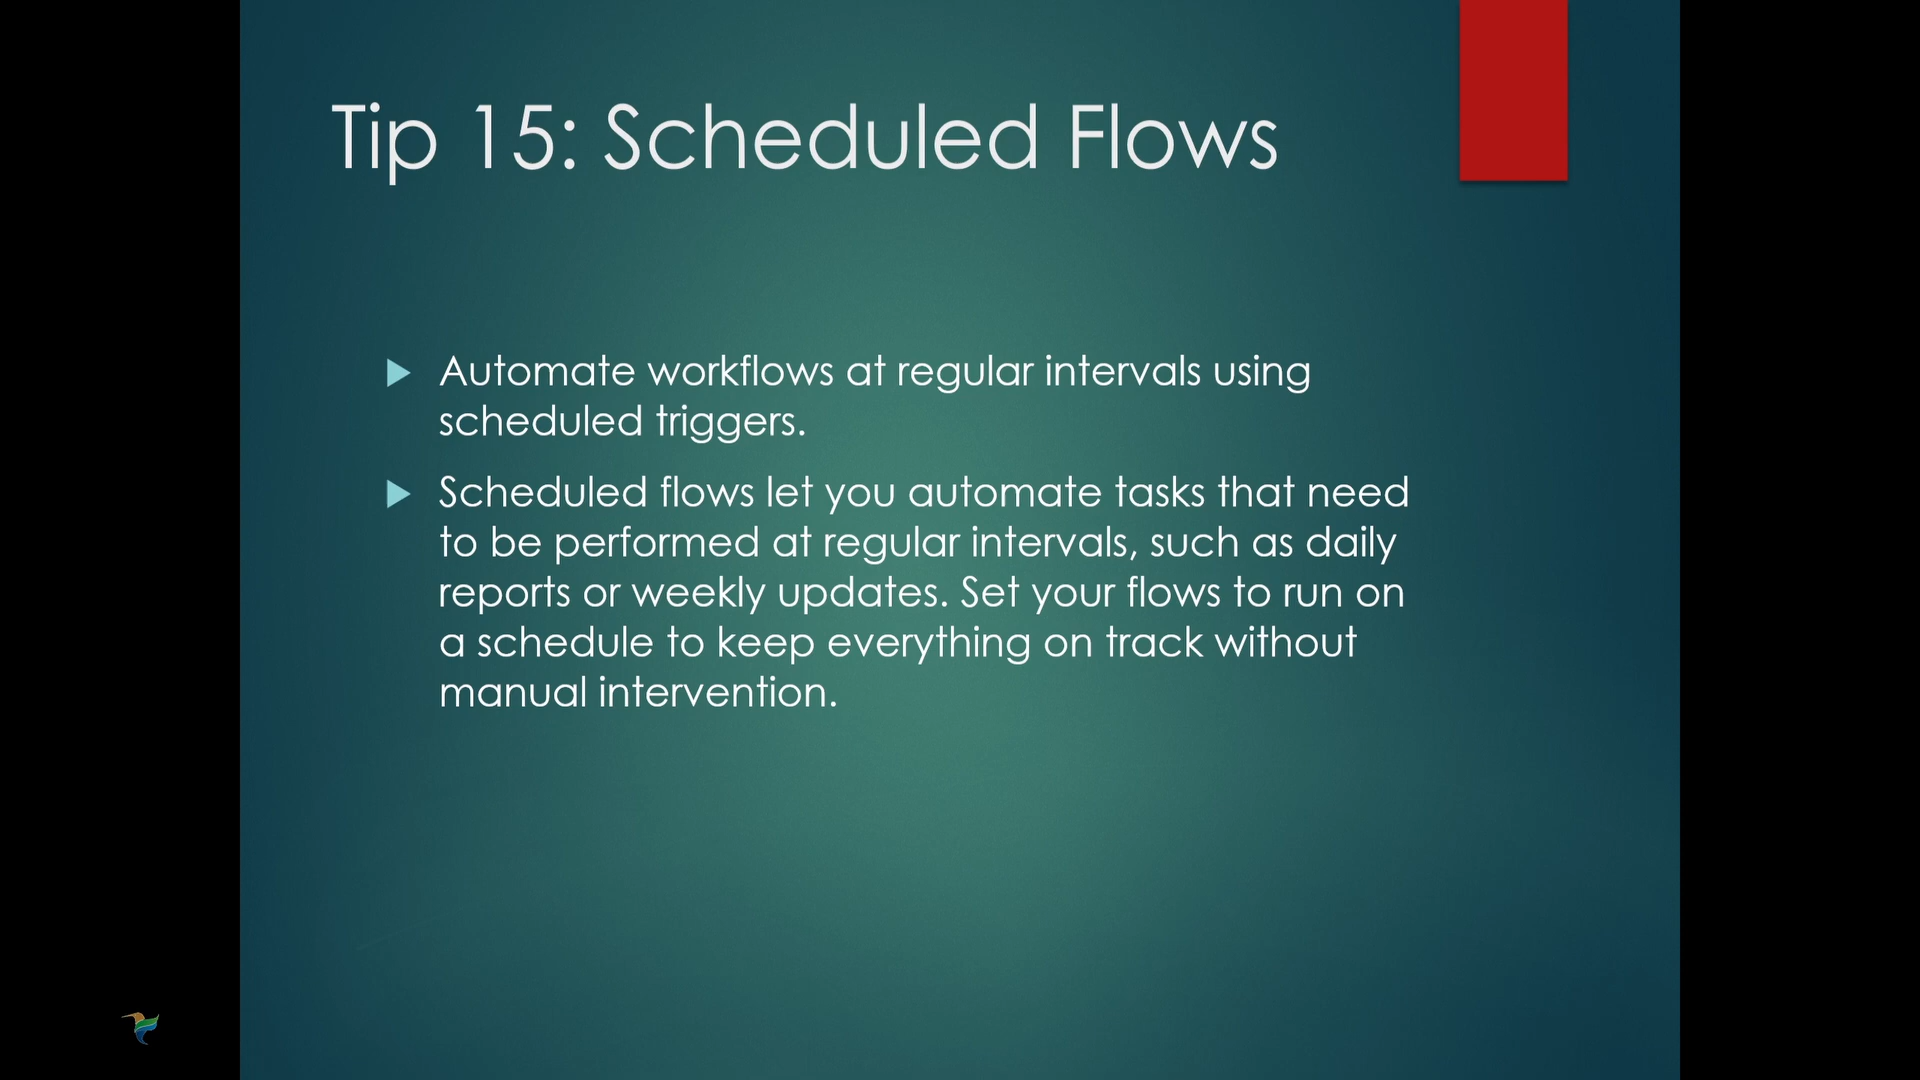 Tip 15: Scheduled Flows
Automate workflows at regular intervals using
scheduled triggers.
Scheduled flows let you automate tasks that need
to be performed at regular intervals, such as daily
reports or weekly updates. Set your flows to run on
a schedule to keep everything on track without
manual intervention.